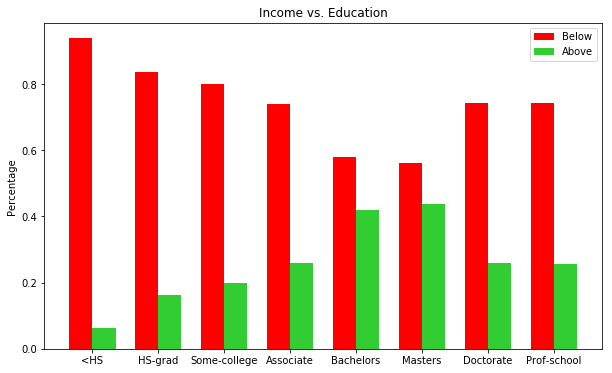 Income vs. Education
Below
Above
Percentage
0.8
0.6
0.4
0.2
0.0
<HS HS-grad Some-college Associate Bachelors Masters Doctorate Prof-school